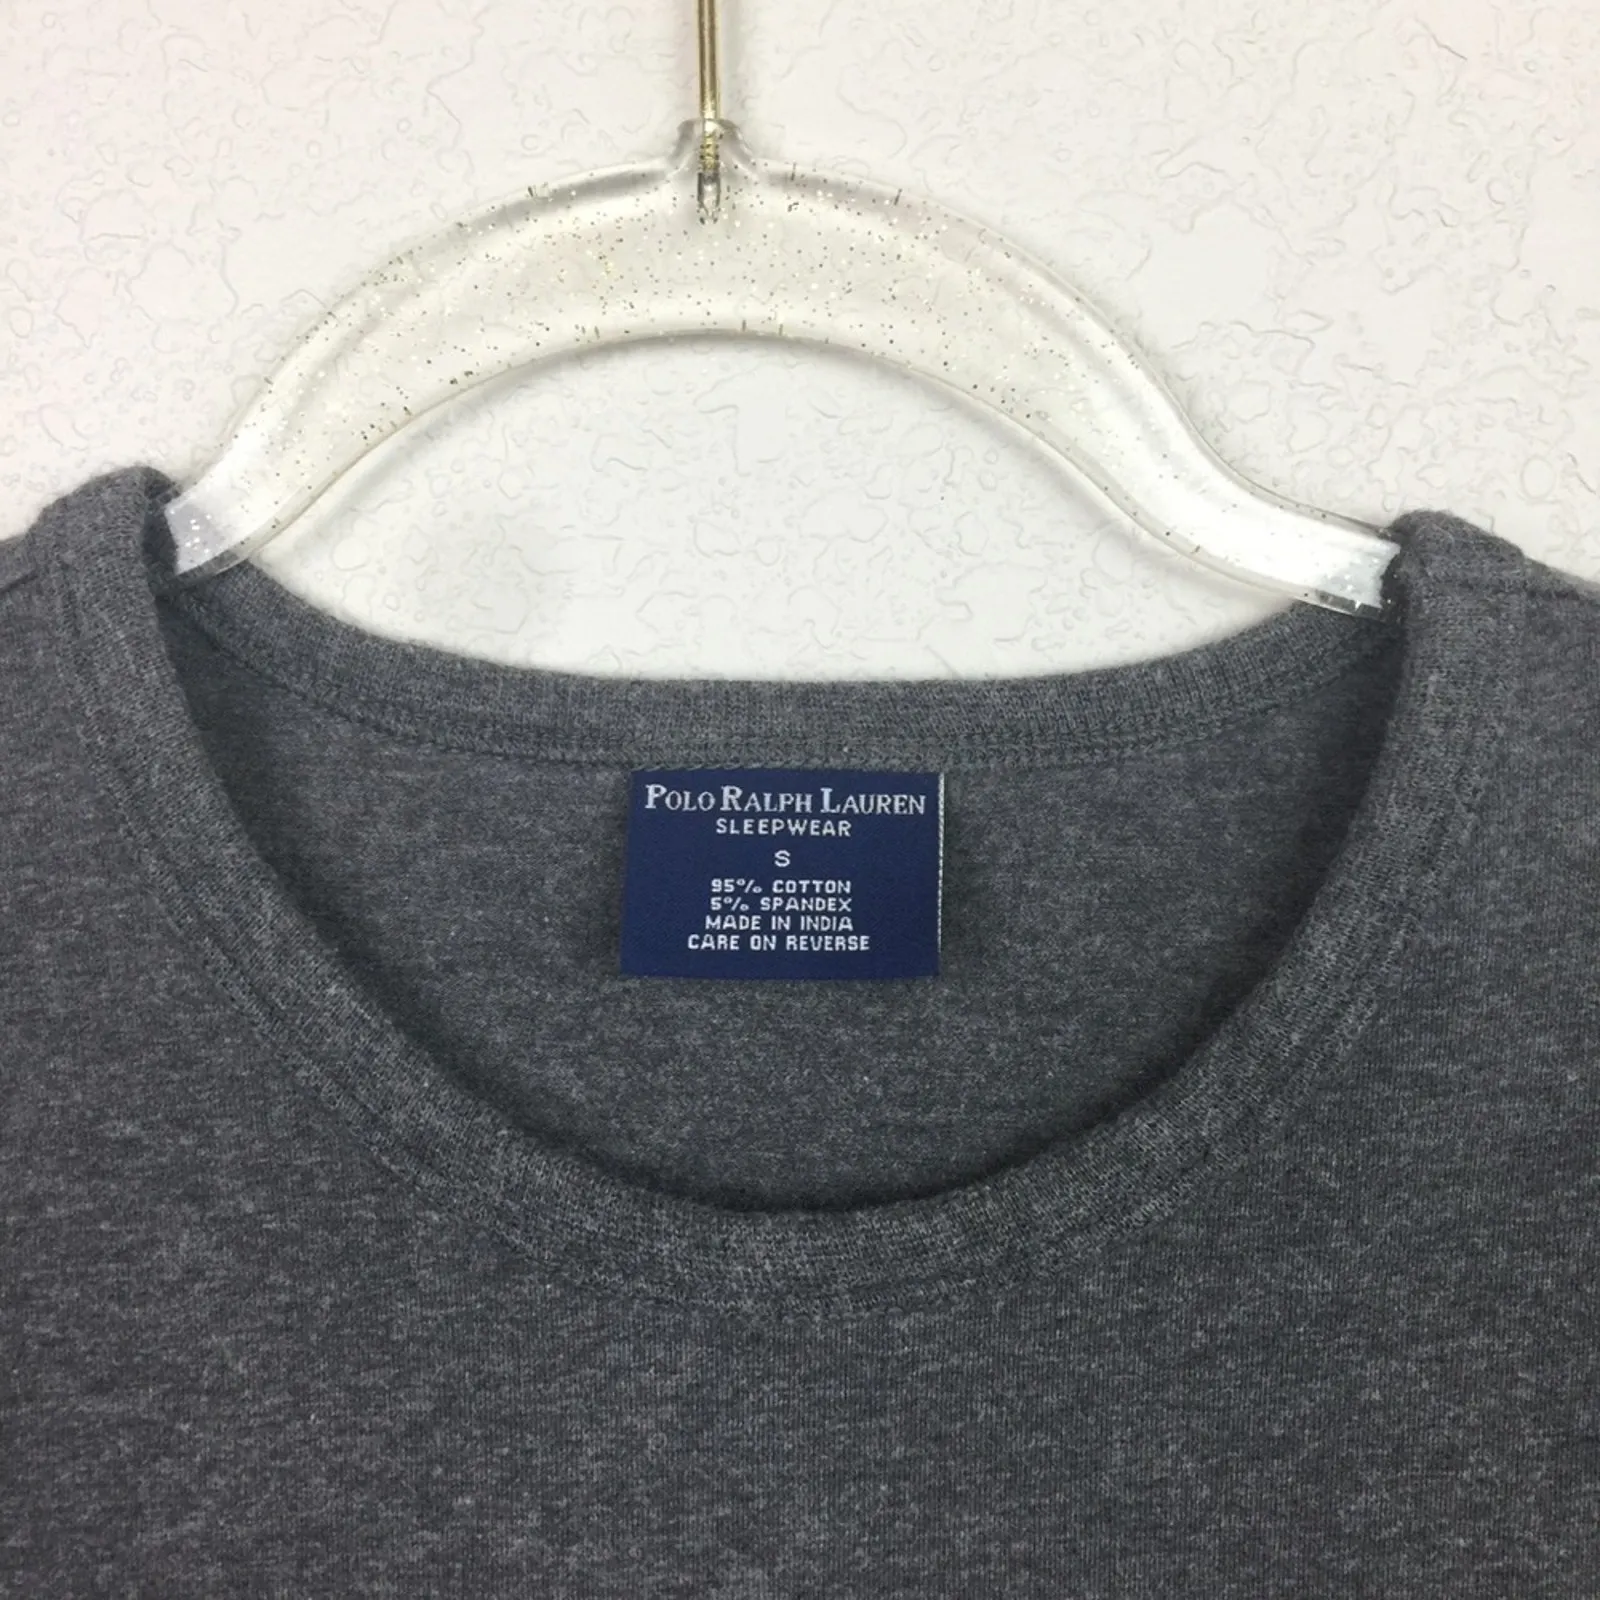 POLO RALPH LAUREN
SLEEPWEAR
S
95% COTTON
5% SPANDEX
MADE IN INDIA
CARE ON REVERSE